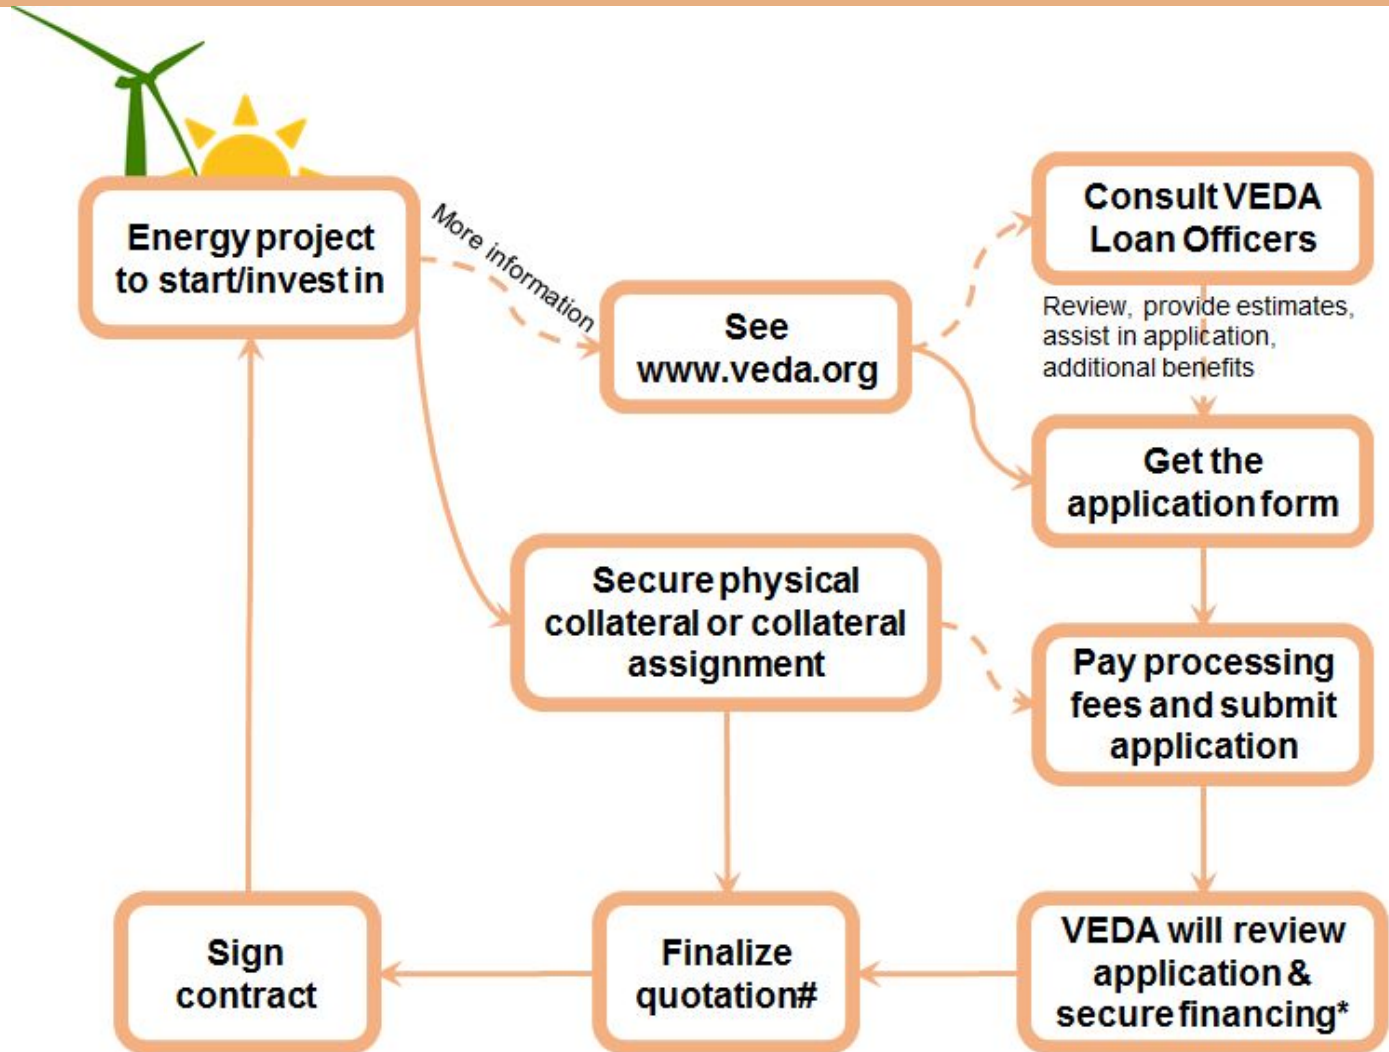 Energy project
to start/invest in
More information
See
www.veda.org
Consult VEDA
Loan Officers
Review, provide estimates,
assist in application,
additional benefits
Get the
application form
Secure physical
collateral or collateral
assignment
Pay processing
fees and submit
application
VEDA will review
application &
secure financing*
Finalize
quotation#
Sign
contract